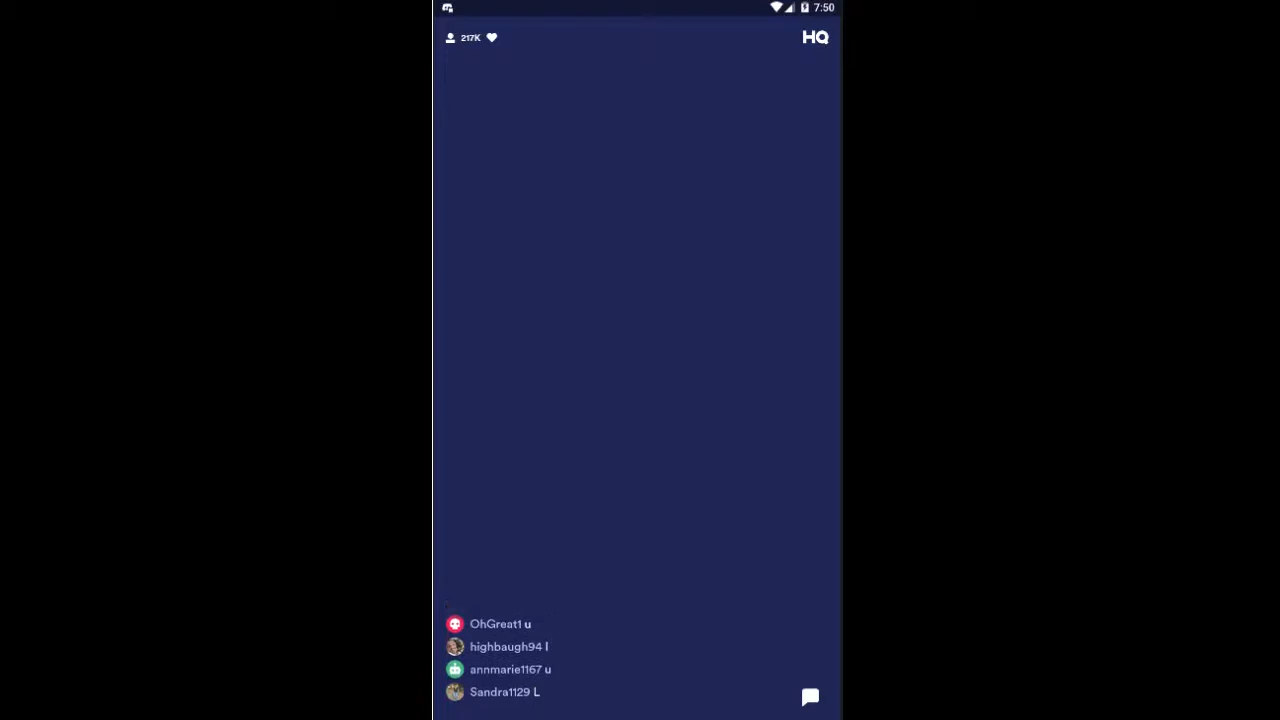 7:50
217K
HQ
OhGreat1 u
highbaugh94 l
annmarie1167 u
Sandra1129 L